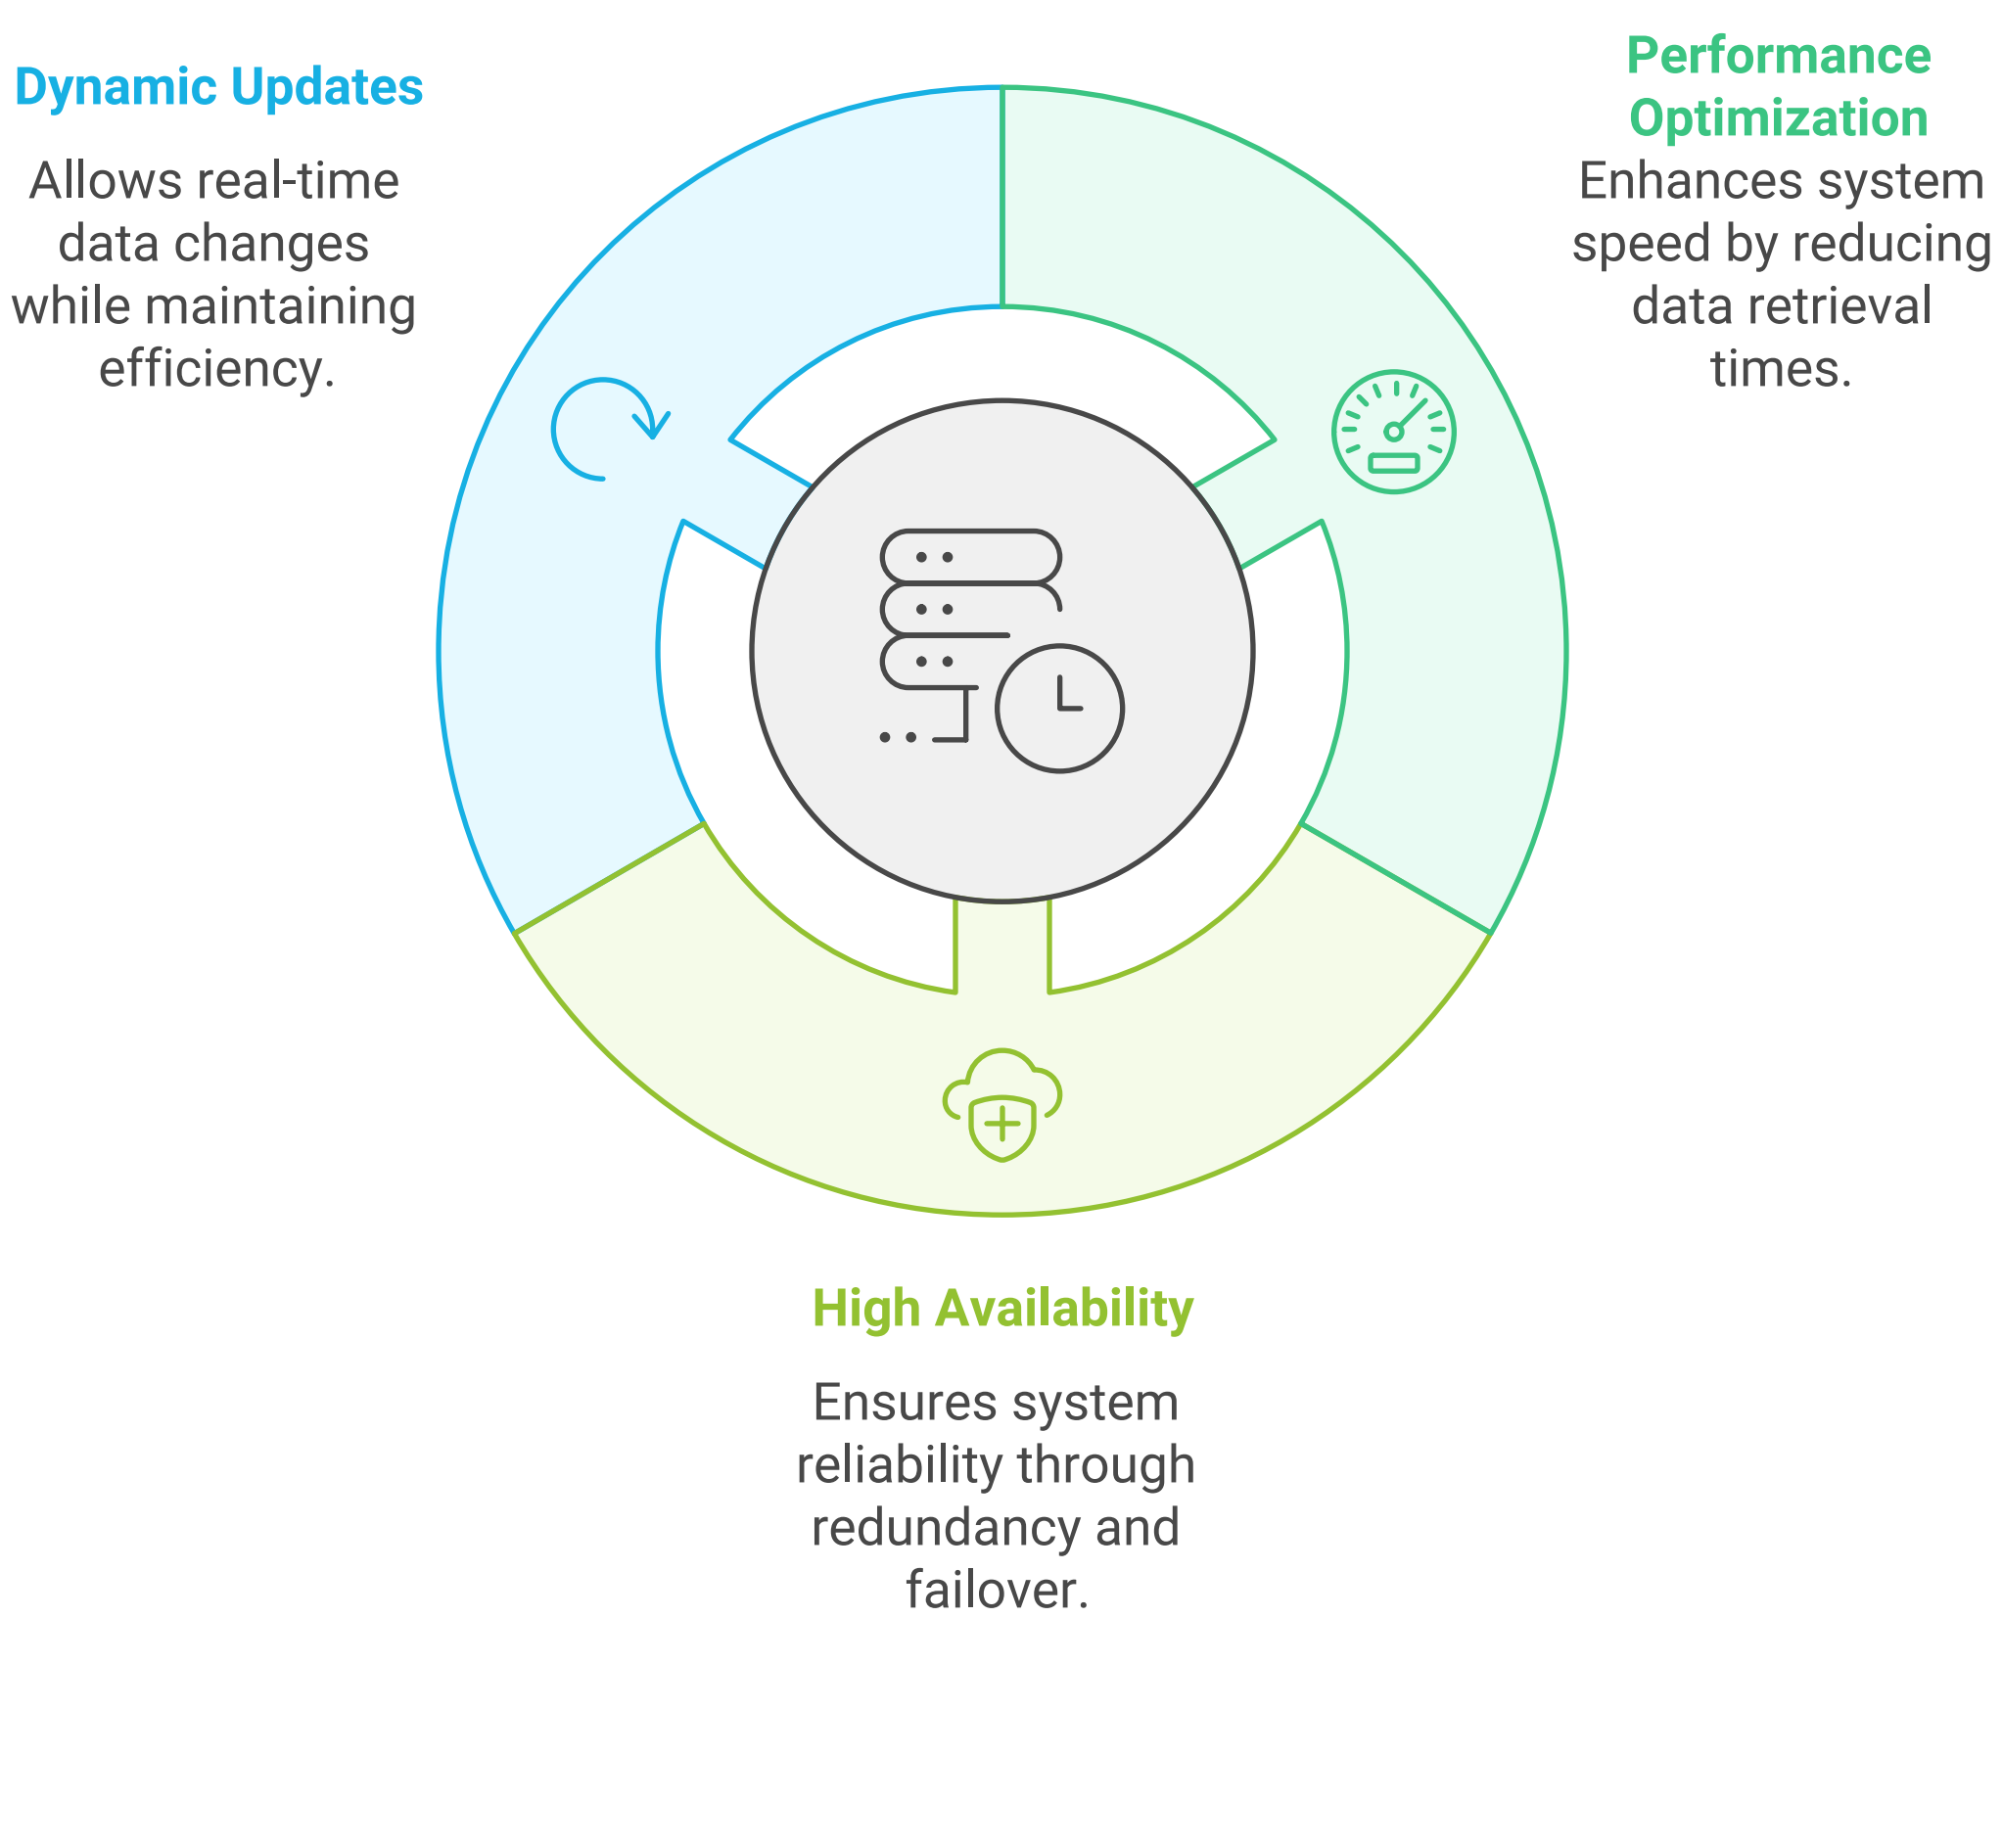 Dynamic Updates
Allows real-time
data changes
while maintaining
efficiency.
Performance
Optimization
Enhances system
speed by reducing
data retrieval
times.
High Availability
Ensures system
reliability through
redundancy and
failover.